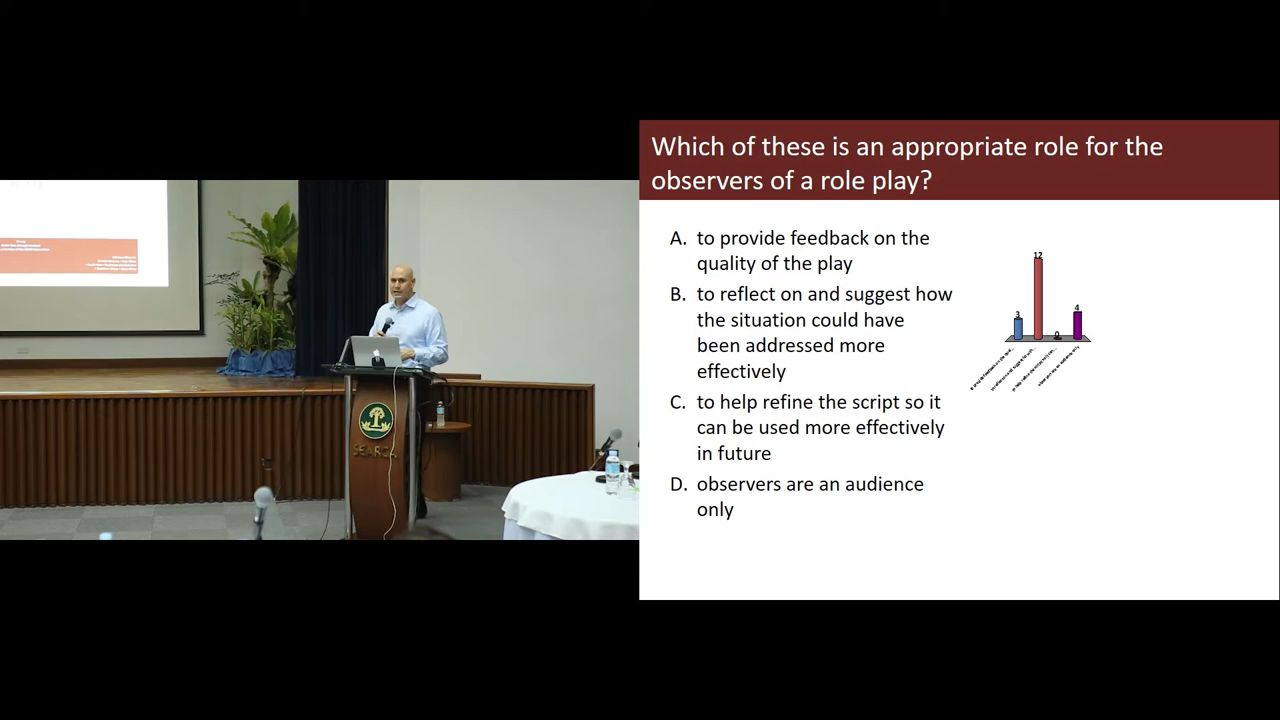 Which of these is an appropriate role for the
observers of a role play?
A. to provide feedback on the
quality of the play
B. to reflect on and suggest how
the situation could have
been addressed more
effectively
C. to help refine the script so it
can be used more effectively
in future
D. observers are an audience
only
3
12
0
4
SEARCA